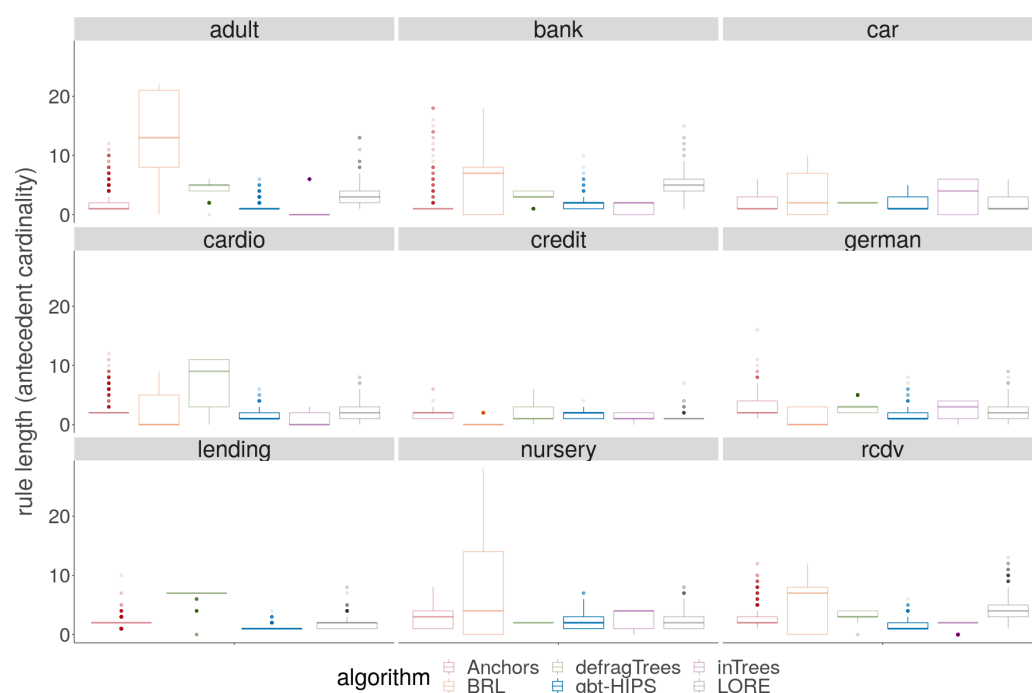 adult bank car
20
10
0
cardio credit german
20
10
0
lending nursery rcdv
20
10
0
rule length (antecedent cardinality)
algorithm
Anchors defragTrees inTrees
BRL gbt-HIPS LORE